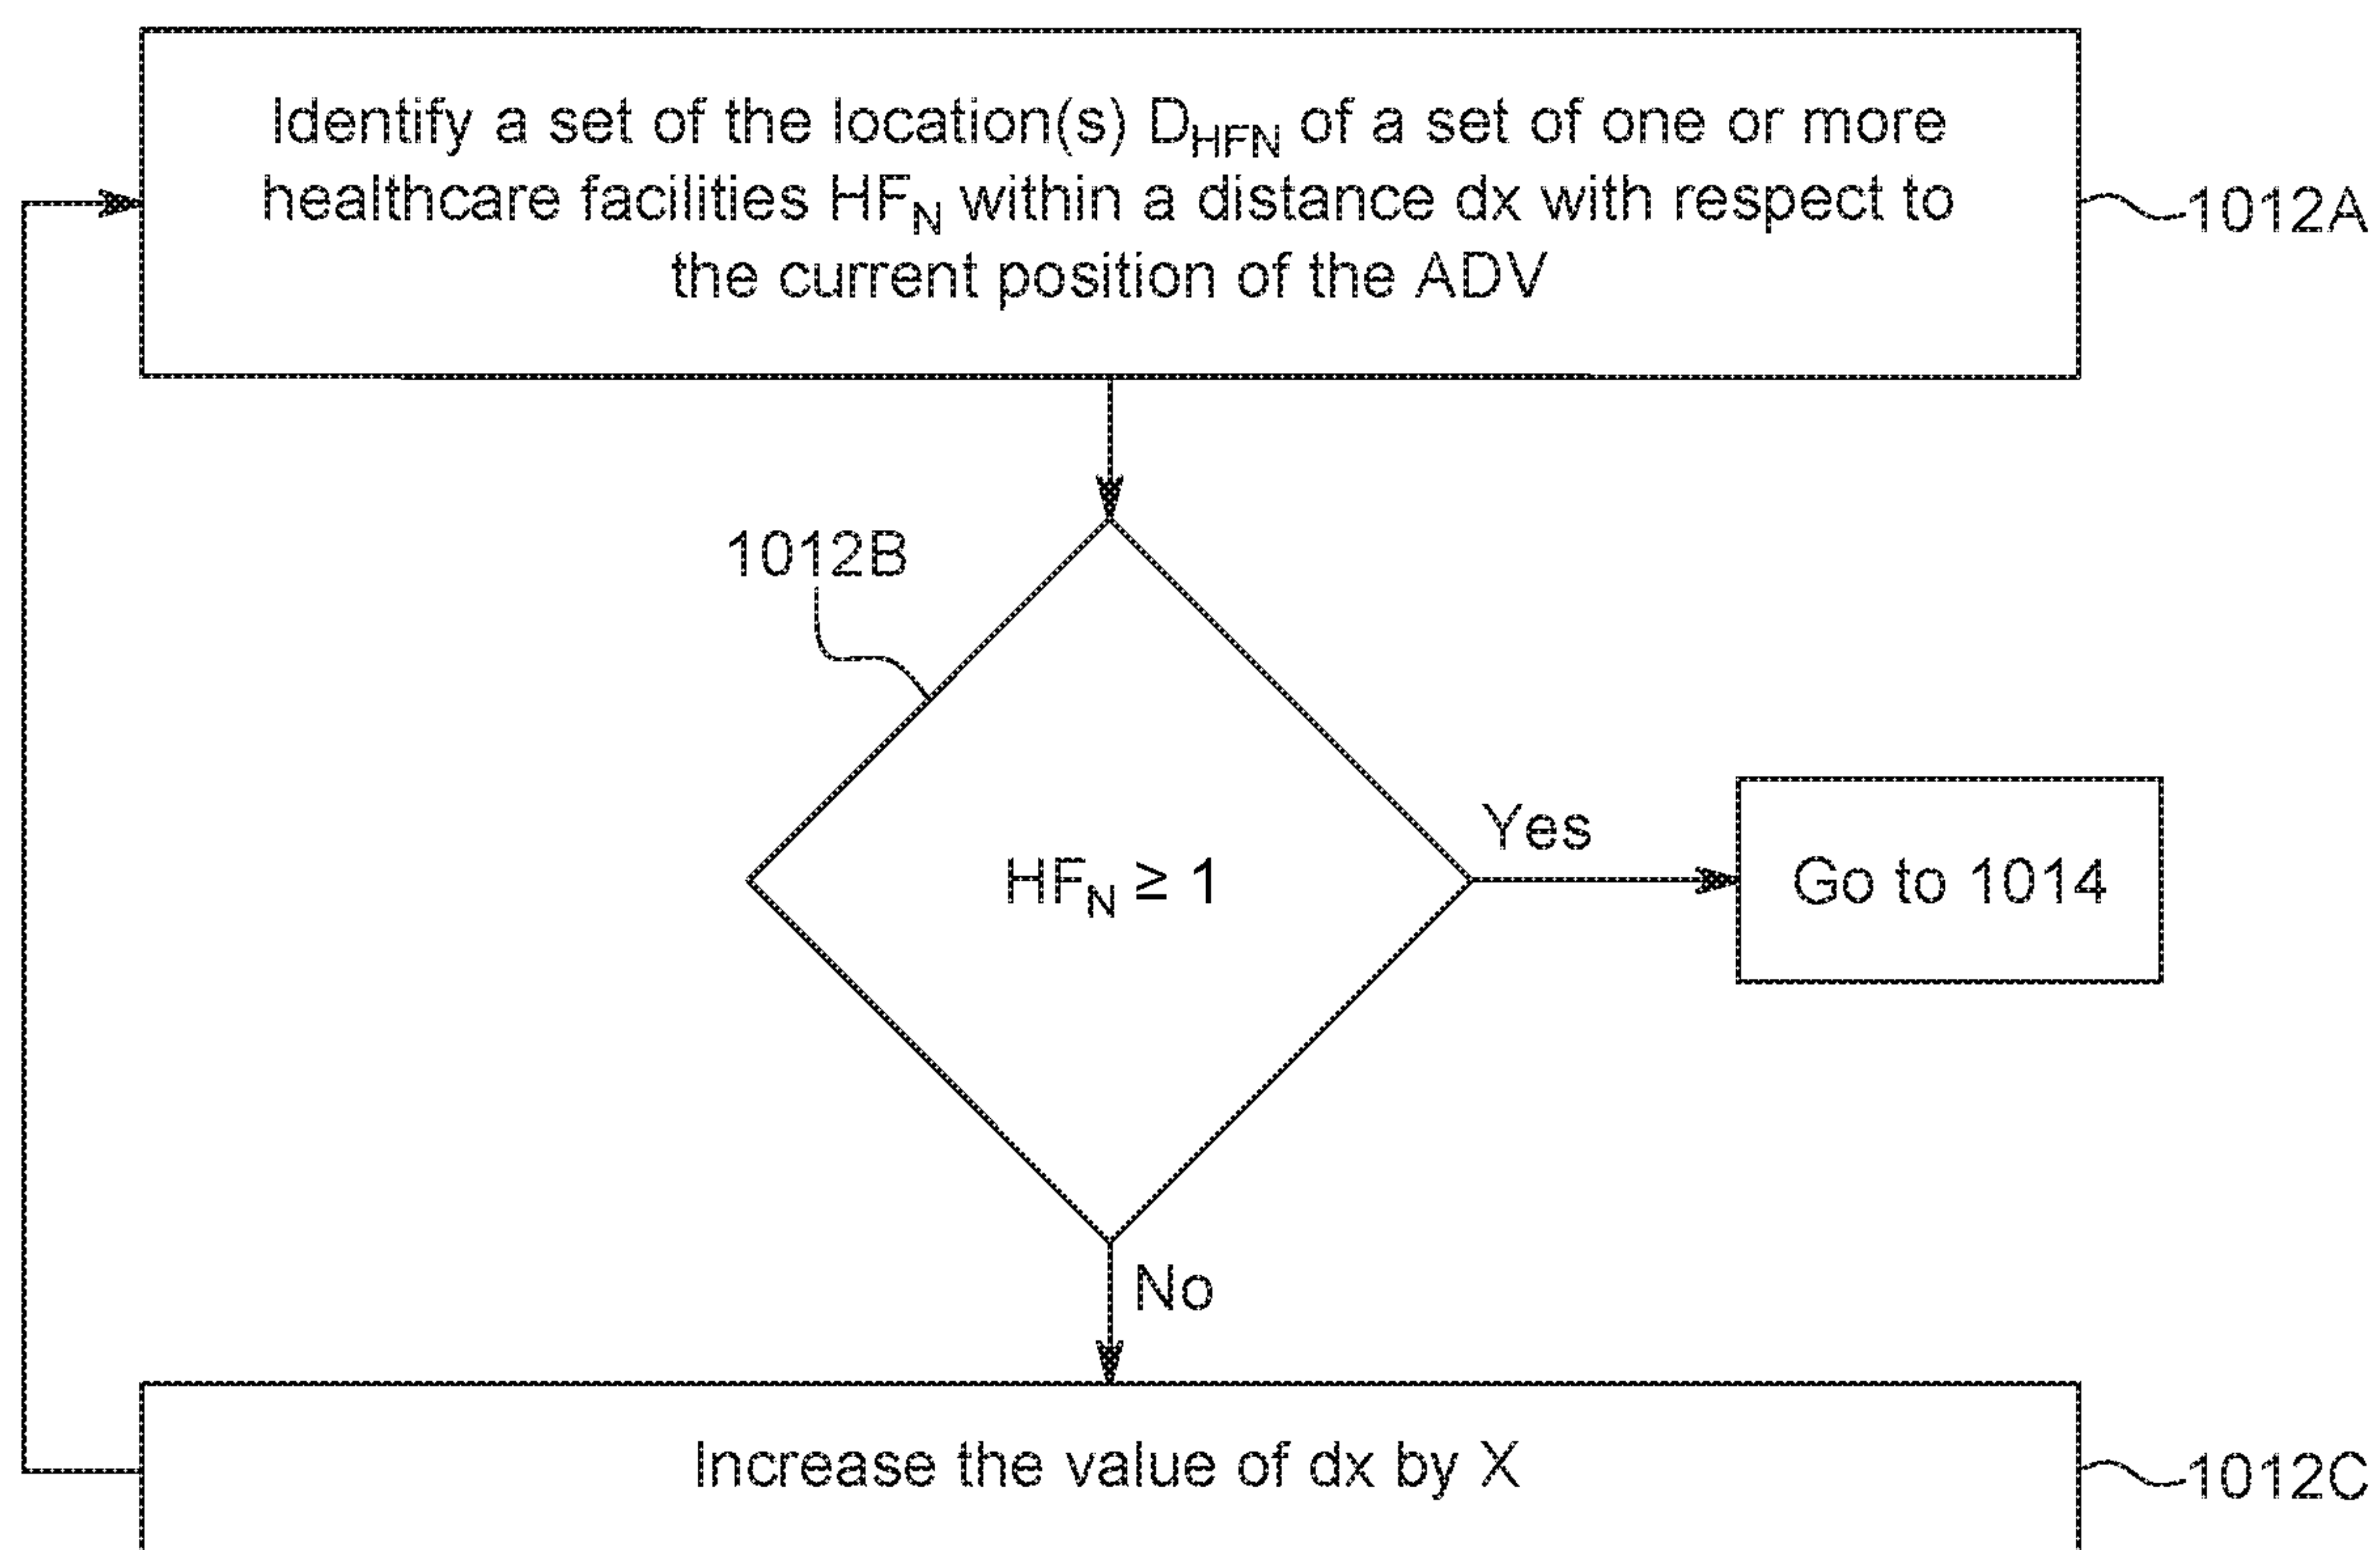 Identify a set of the location(s) D_HFN of a set of one or more
healthcare facilities HF_N within a distance dx with respect to
the current position of the ADV
1012A
1012B
HF_N ≥ 1
Yes
Go to 1014
No
Increase the value of dx by X
1012C